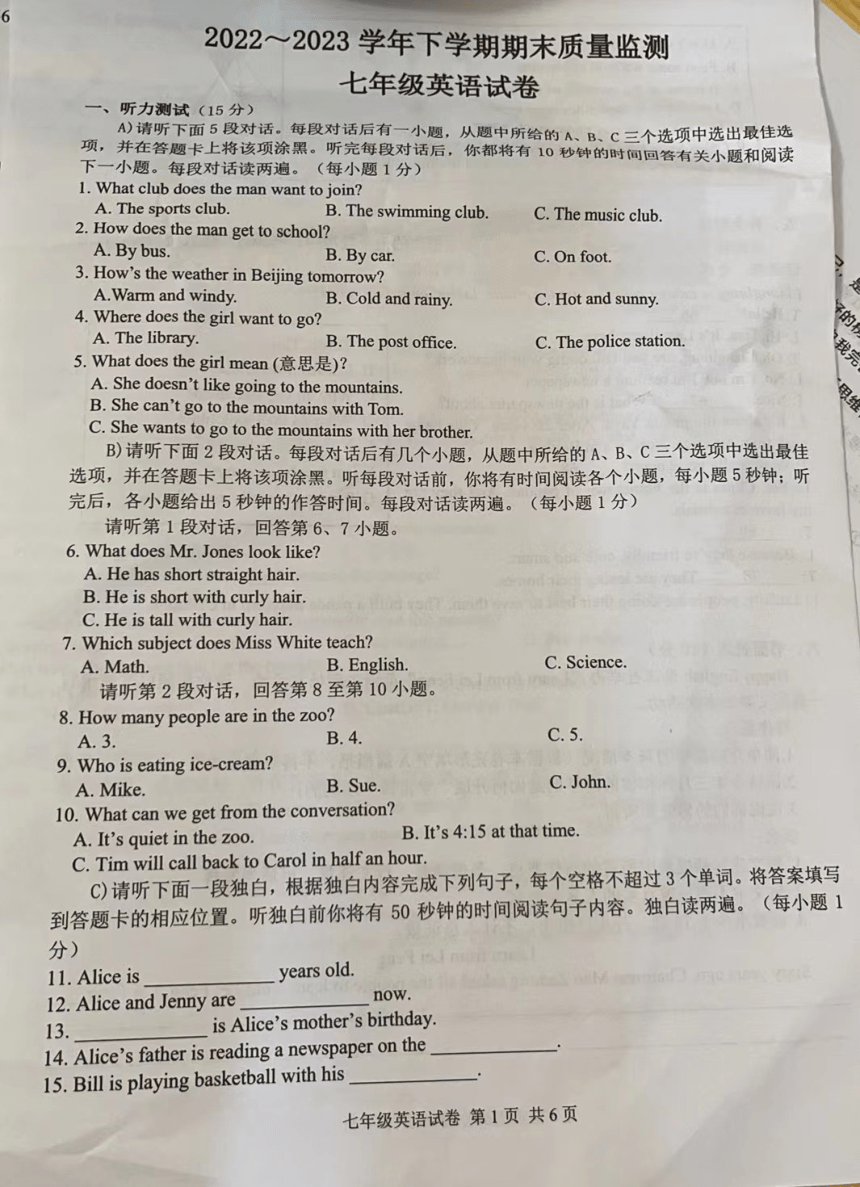 6
2022～2023 学年下学期期末质量监测
七年级英语试卷
一、听力测试（15 分）
A)请听下面 5 段对话。每段对话后有一小题，从题中所给的 A、B、C 三个选项中选出最佳选
项，并在答题卡上将该项涂黑。听完每段对话后，你都将有 10 秒钟的时间回答有关小题和阅读
下一小题。每段对话读两遍。（每小题 1 分）
1. What club does the man want to join?
A. The sports club. B. The swimming club. C. The music club.
2. How does the man get to school?
A. By bus. B. By car. C. On foot.
3. How's the weather in Beijing tomorrow?
A.Warm and windy. B. Cold and rainy. C. Hot and sunny.
4. Where does the girl want to go?
A. The library. B. The post office. C. The police station.
5. What does the girl mean (意思是)?
A. She doesn't like going to the mountains.
B. She can't go to the mountains with Tom.
C. She wants to go to the mountains with her brother.
B)请听下面 2 段对话。每段对话后有几个小题，从题中所给的 A、B、C 三个选项中选出最佳
选项，并在答题卡上将该项涂黑。听每段对话前，你将有时间阅读各个小题，每小题 5 秒钟；听
完后，各小题给出 5 秒钟的作答时间。每段对话读两遍。（每小题 1 分）
请听第 1 段对话，回答第 6、7 小题。
6. What does Mr. Jones look like?
A. He has short straight hair.
B. He is short with curly hair.
C. He is tall with curly hair.
7. Which subject does Miss White teach?
A. Math. B. English. C. Science.
请听第 2 段对话，回答第 8 至第 10 小题。
8. How many people are in the zoo?
A. 3. B. 4. C. 5.
9. Who is eating ice-cream?
A. Mike. B. Sue. C. John.
10. What can we get from the conversation?
A. It's quiet in the zoo. B. It's 4:15 at that time.
C. Tim will call back to Carol in half an hour.
C)请听下面一段独白，根据独白内容完成下列句子，每个空格不超过 3 个单词。将答案填写
到答题卡的相应位置。听独白前你将有 50 秒钟的时间阅读句子内容。独白读两遍。（每小题 1
分）
11. Alice is ____________ years old.
12. Alice and Jenny are ____________ now.
13. ____________ is Alice's mother's birthday.
14. Alice's father is reading a newspaper on the ____________.
15. Bill is playing basketball with his ____________.
七年级英语试卷 第 1 页 共 6 页